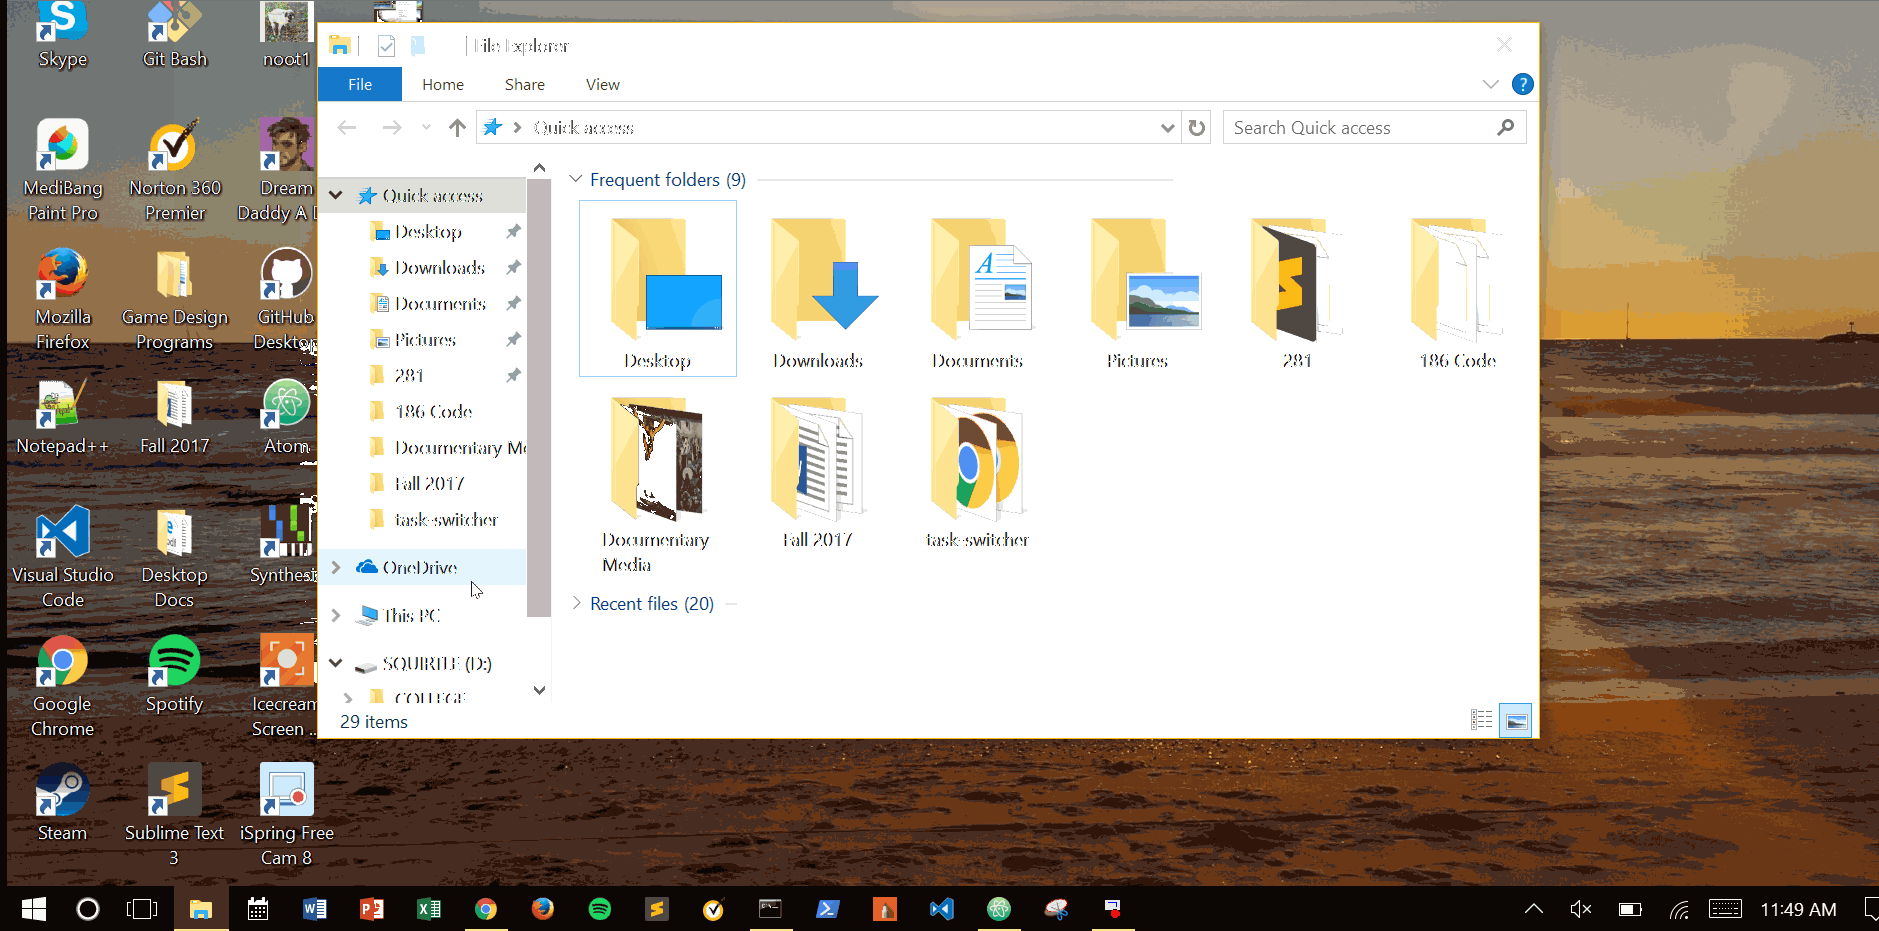 Skype
Git Bash
noot1
MediBang
Paint Pro
Norton 360
Premier
Dream
Daddy A D
Mozilla
Firefox
Game Design
Programs
GitHub
Desktop
Notepad++
Fall 2017
Atom
Visual Studio
Code
Desktop
Docs
Synthesi
Google
Chrome
Spotify
Icecream
Screen ...
Steam
Sublime Text
3
iSpring Free
Cam 8
File Explorer
File
Home
Share
View
?
Quick access
Search Quick access
Quick access
Desktop
Downloads
Documents
Pictures
281
186 Code
Documentary Me
Fall 2017
task-switcher
OneDrive
This PC
SQUIRTLE (D:)
COLLEGE
Frequent folders (9)
Desktop
Downloads
Documents
Pictures
281
186 Code
Documentary
Media
Fall 2017
task-switcher
Recent files (20)
29 items
11:49 AM